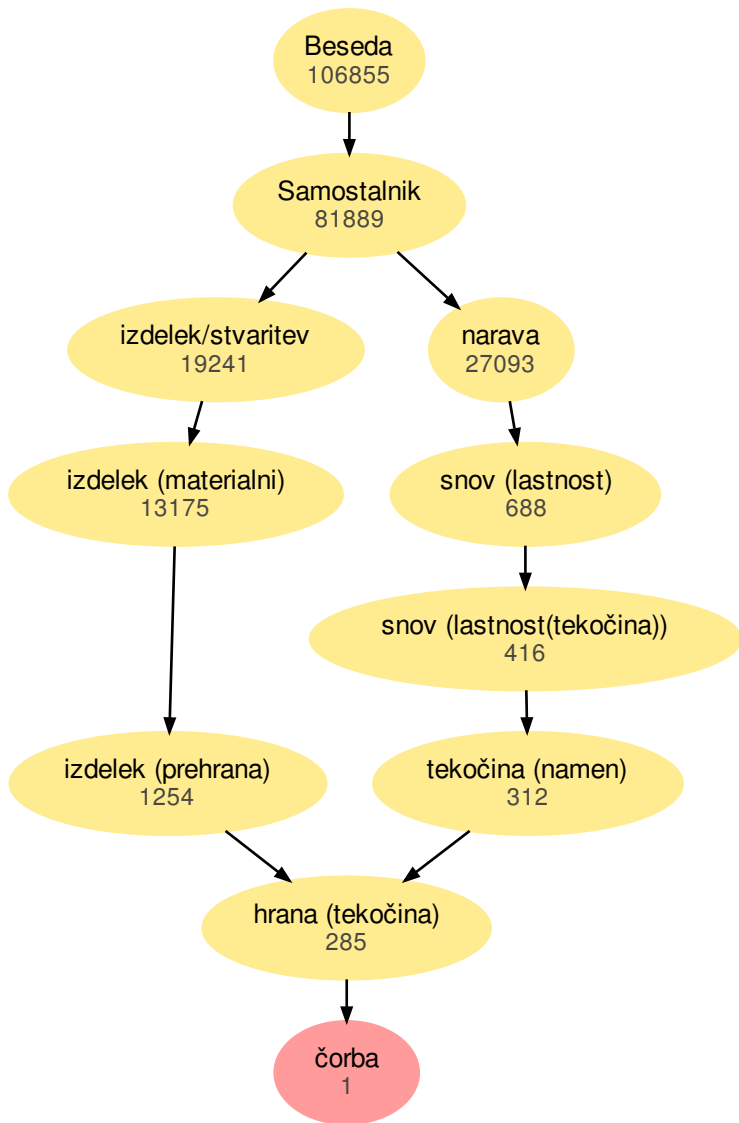 Beseda
106855
Samostalnik
81889
izdelek/stvaritev
19241
narava
27093
izdelek (materialni)
13175
snov (lastnost)
688
snov (lastnost(tekočina))
416
izdelek (prehrana)
1254
tekočina (namen)
312
hrana (tekočina)
285
čorba
1